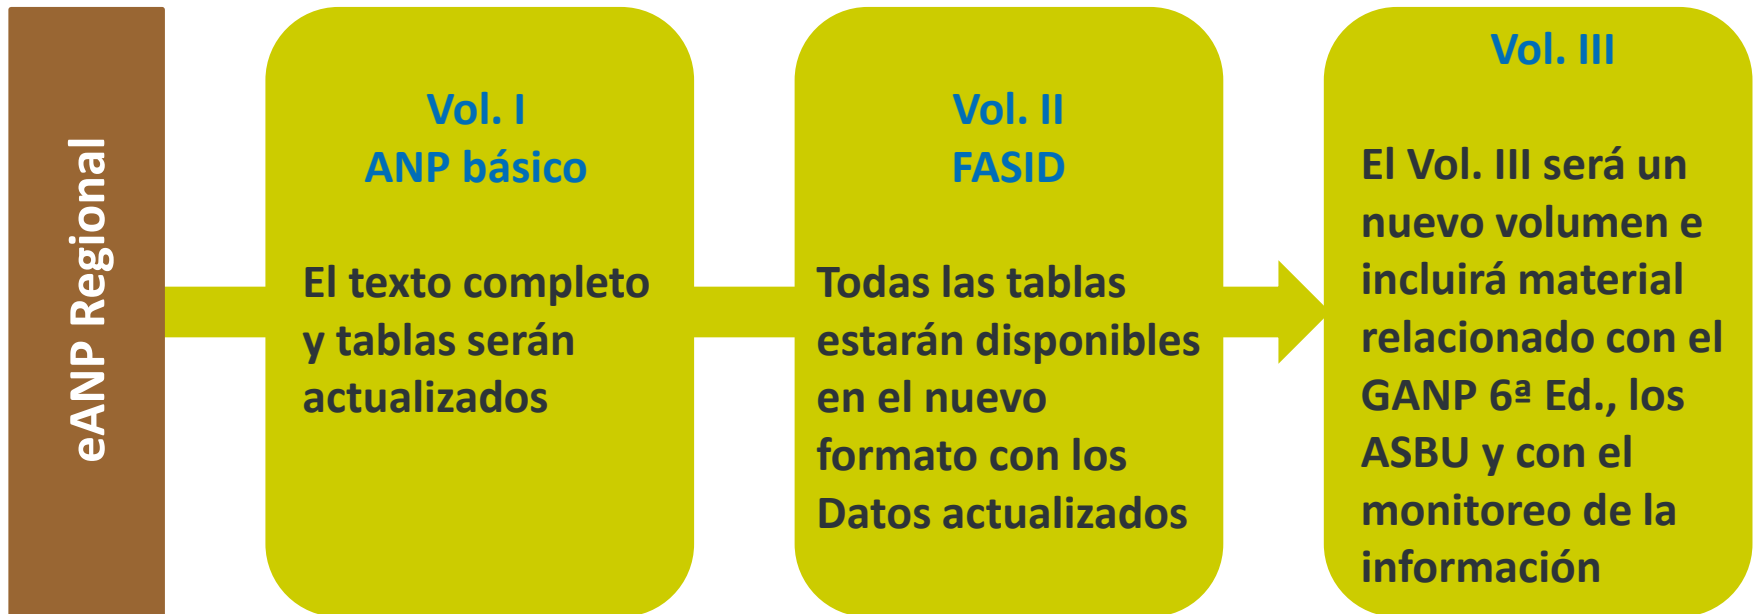 eANP Regional
Vol. I
ANP básico
El texto completo
y tablas serán
actualizados
Vol. II
FASID
Todas las tablas
estarán disponibles
en el nuevo
formato con los
Datos actualizados
Vol. III
El Vol. III será un
nuevo volumen e
incluirá material
relacionado con el
GANP 6ª Ed., los
ASBU y con el
monitoreo de la
información